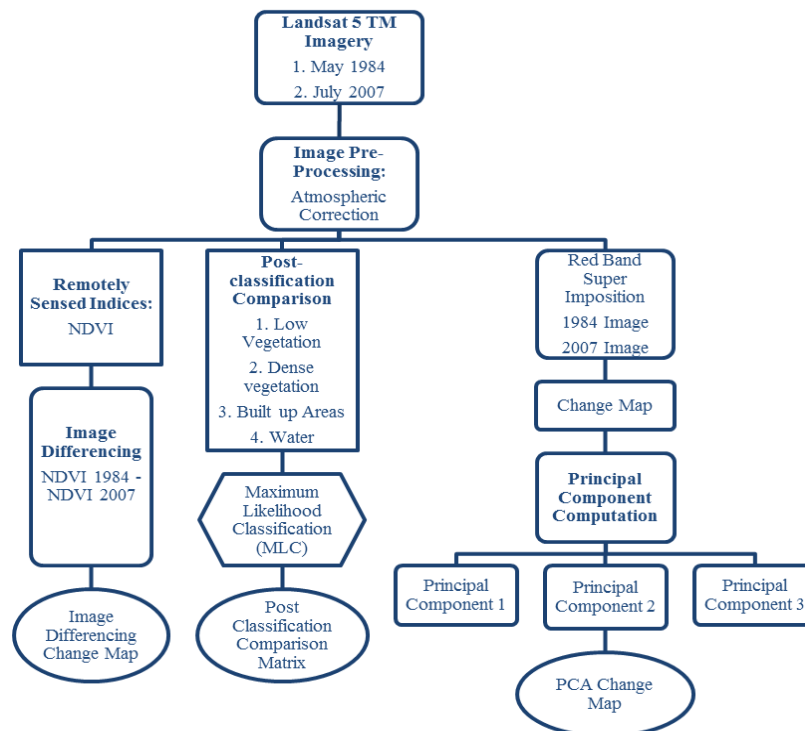 Landsat 5 TM
Imagery
1. May 1984
2. July 2007
Image Pre-
Processing:
Atmospheric
Correction
Remotely
Sensed Indices:
NDVI
Image
Differencing
NDVI 1984 -
NDVI 2007
Image
Differencing
Change Map
Post-
classification
Comparison
1. Low
Vegetation
2. Dense
vegetation
3. Built up Areas
4. Water
Maximum
Likelihood
Classification
(MLC)
Post
Classification
Comparison
Matrix
Red Band
Super
Imposition
1984 Image
2007 Image
Change Map
Principal
Component
Computation
Principal
Component 1
Principal
Component 2
Principal
Component 3
PCA Change
Map